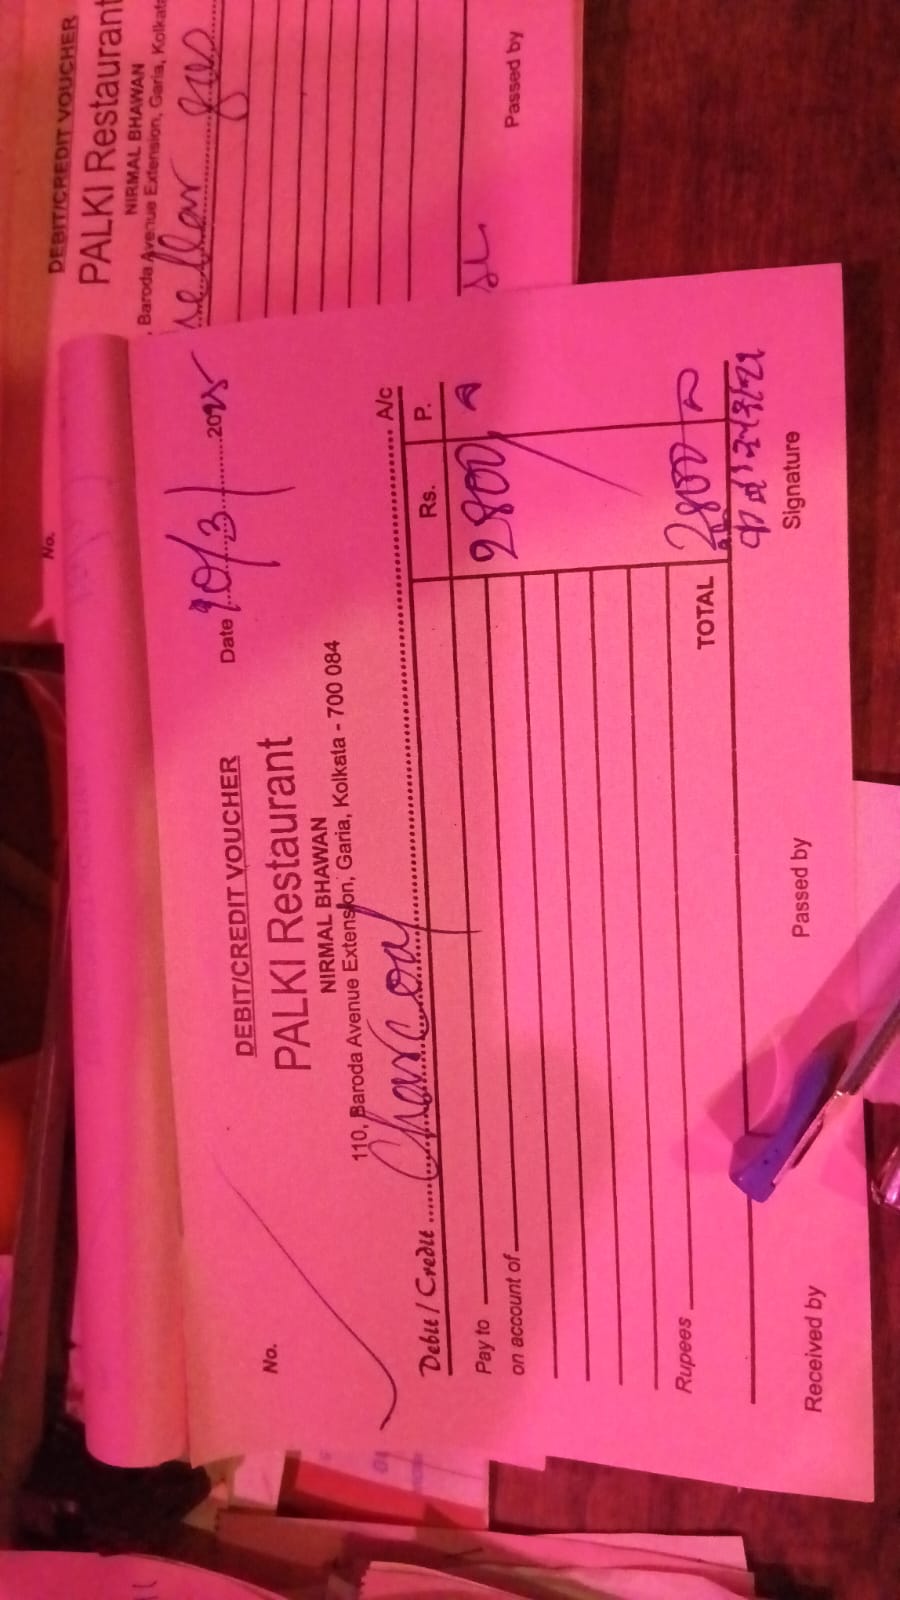 DEBIT/CREDIT VOUCHER
PALKI Restaurant
NIRMAL BHAWAN
Baroda Avenue Extension, Garia, Kolkata
No.
Passed by
DEBIT/CREDIT VOUCHER
No.
Date 20/3/2025
PALKI Restaurant
NIRMAL BHAWAN
110, Baroda Avenue Extension, Garia, Kolkata - 700 084
Debit / Credit Charcoal A/c
Rs. P.
Pay to 2800/
on account of
Rupees TOTAL 2800
Received by Passed by Signature